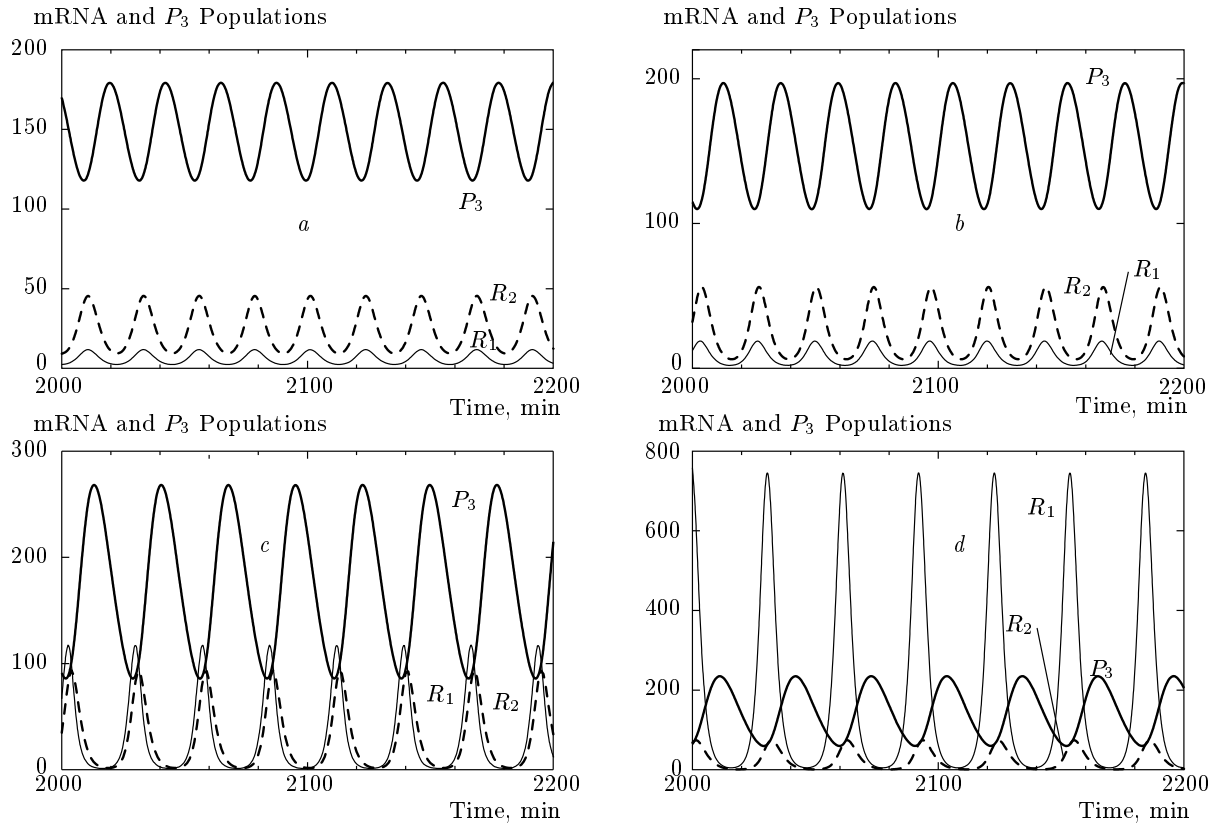 mRNA and P₃ Populations
200
150
100
50
0
P₃
a
R₂
R₁
2000 2100 2200
Time, min
mRNA and P₃ Populations
200
100
0
P₃
b
R₁
R₂
2000 2100 2200
Time, min
mRNA and P₃ Populations
300
200
100
0
P₃
c
R₁ R₂
2000 2100 2200
Time, min
mRNA and P₃ Populations
800
600
400
200
0
R₁
d
R₂
P₃
2000 2100 2200
Time, min